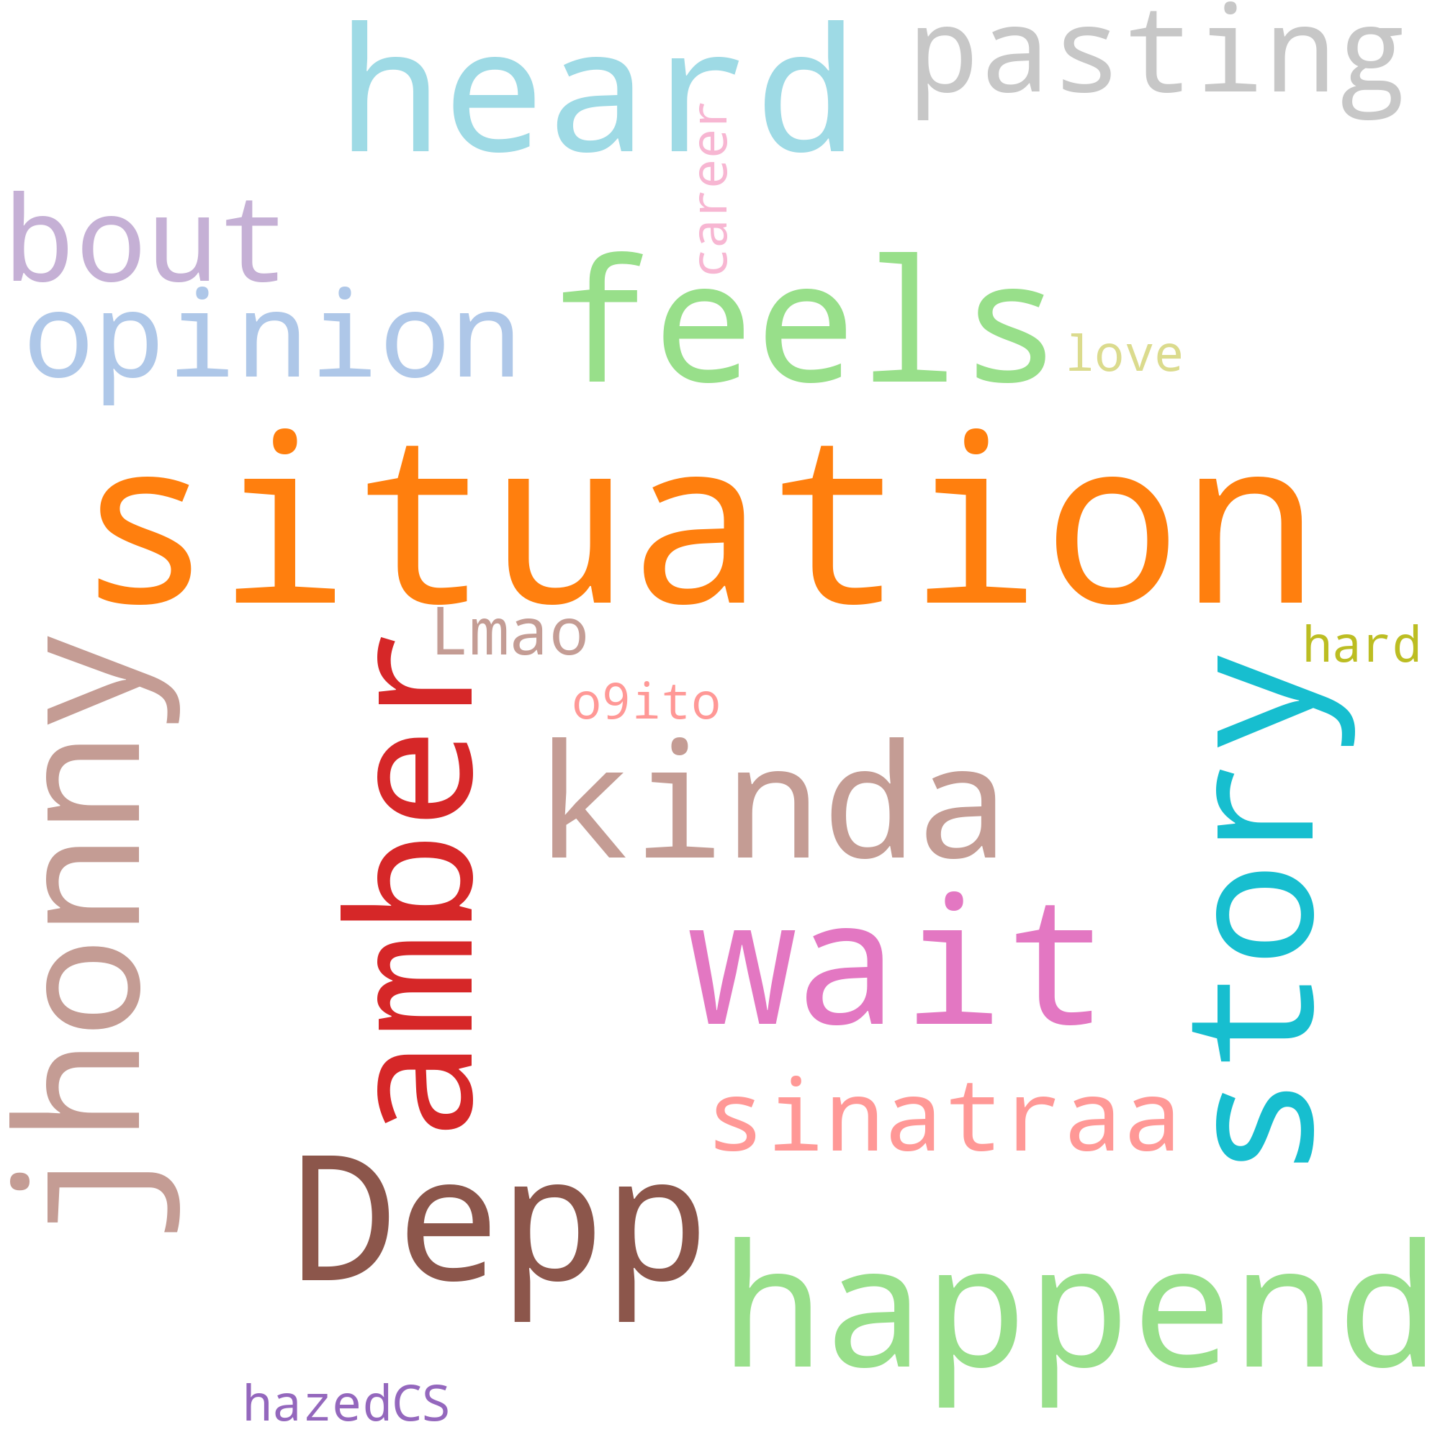 heard
pasting
career
bout
feels
opinion
love
situation
Lmao
hard
jhonny
amber
story
o9ito
kinda
wait
sinatraa
Depp
happend
hazedCS